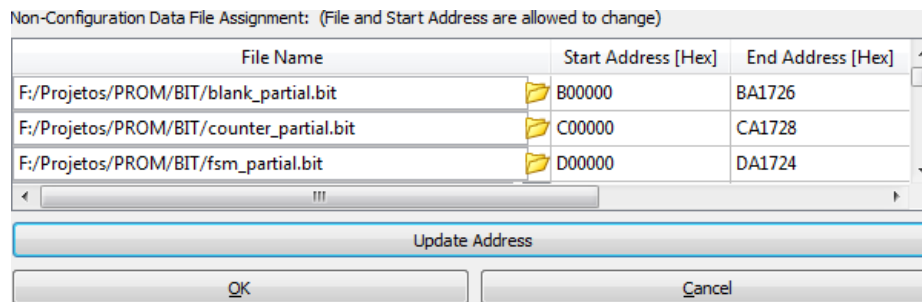 Non-Configuration Data File Assignment: (File and Start Address are allowed to change)
File Name Start Address [Hex] End Address [Hex]
F:/Projetos/PROM/BIT/blank_partial.bit B00000 BA1726
F:/Projetos/PROM/BIT/counter_partial.bit C00000 CA1728
F:/Projetos/PROM/BIT/fsm_partial.bit D00000 DA1724
Update Address
OK Cancel